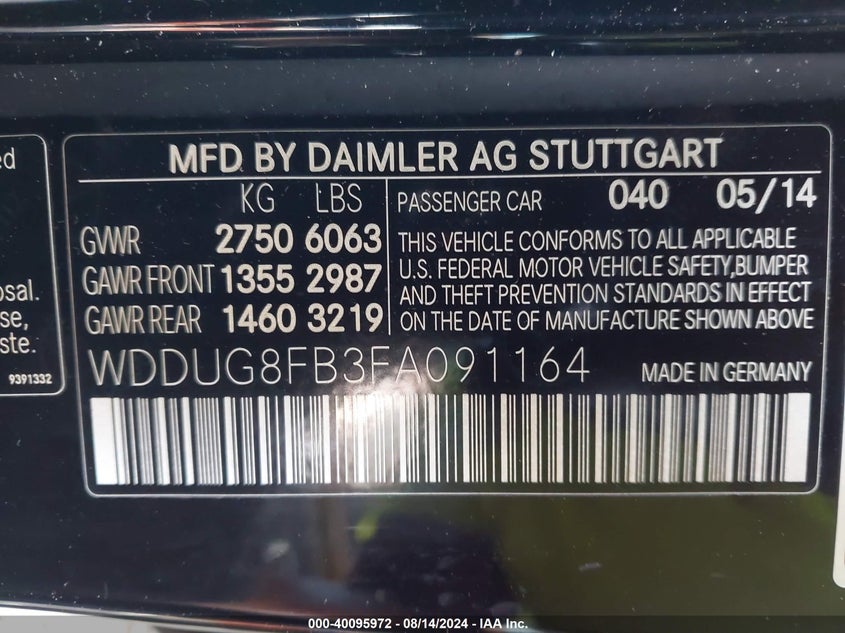 ed
osal.
se,
ste.
9391332
MFD BY DAIMLER AG STUTTGART
KG LBS
GVWR 2750 6063
GAWR FRONT 1355 2987
GAWR REAR 1460 3219
PASSENGER CAR 040 05/14
THIS VEHICLE CONFORMS TO ALL APPLICABLE
U.S. FEDERAL MOTOR VEHICLE SAFETY,BUMPER
AND THEFT PREVENTION STANDARDS IN EFFECT
ON THE DATE OF MANUFACTURE SHOWN ABOVE
WDDUG8FB3FA091164 MADE IN GERMANY
000-40095972 - 08/14/2024 - IAA Inc.